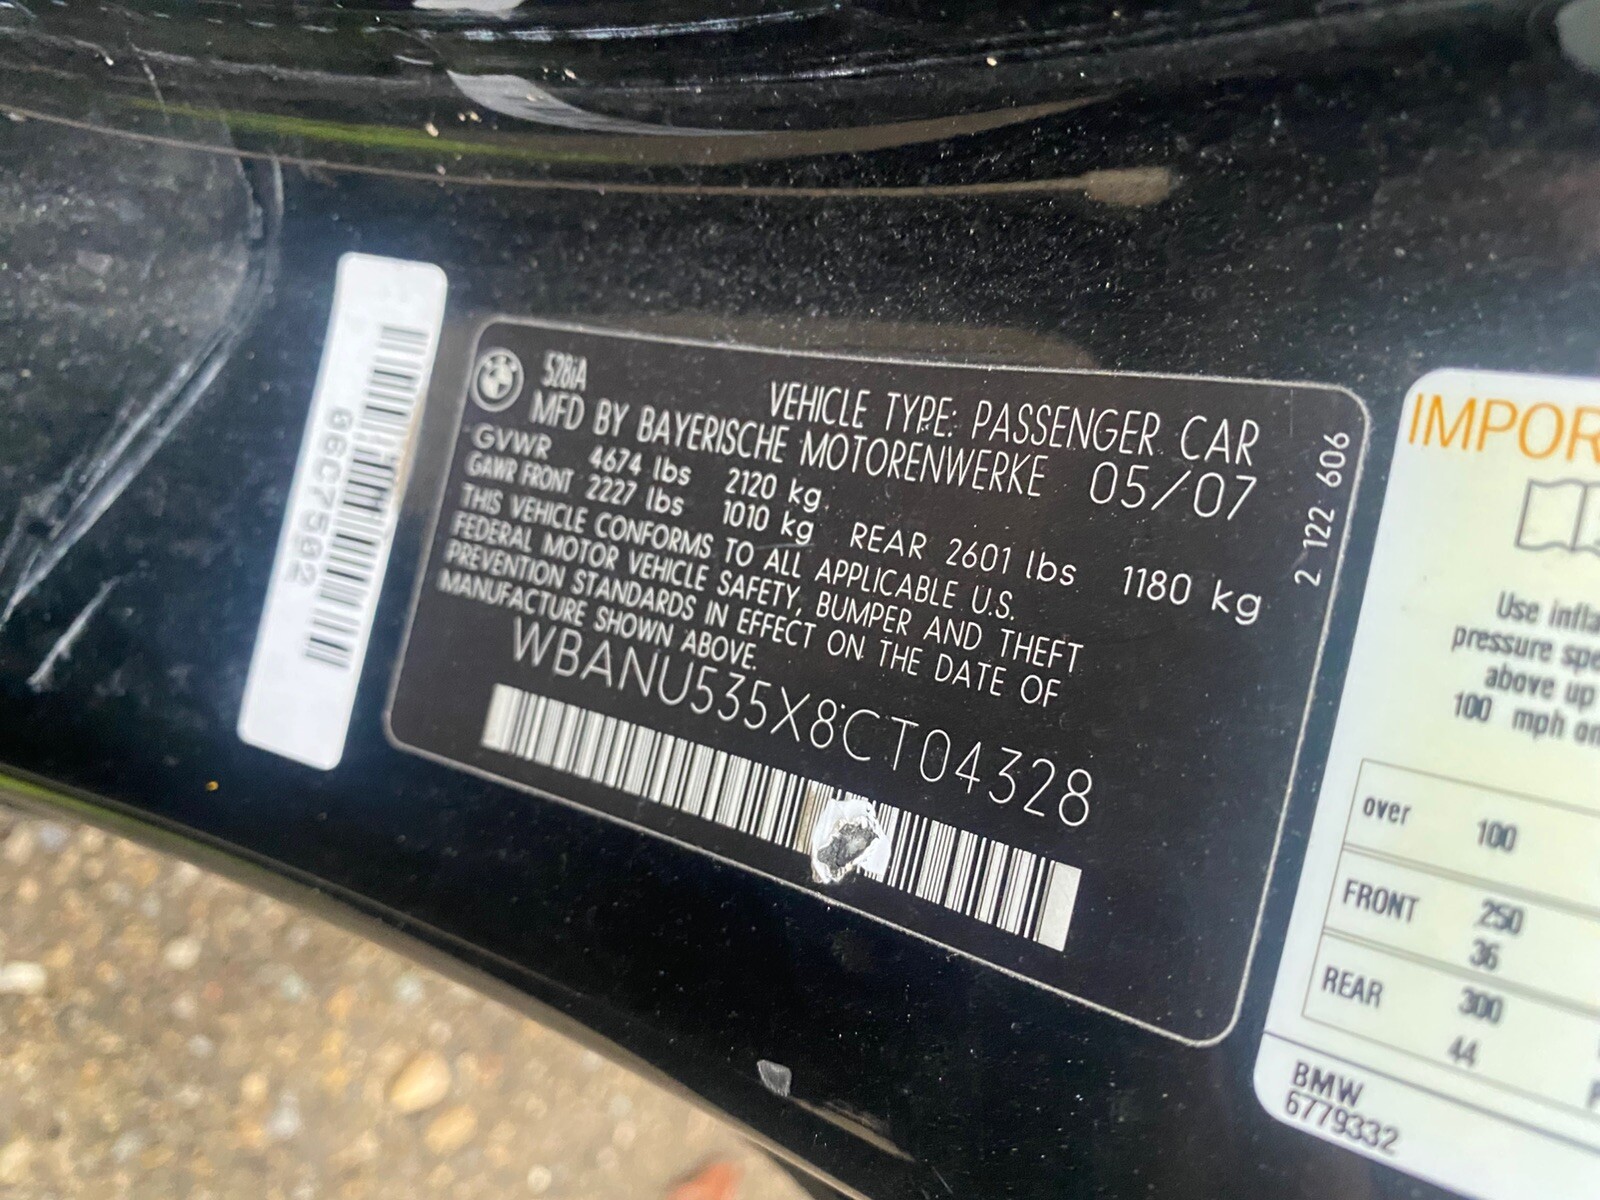 06C7502
528iA
VEHICLE TYPE: PASSENGER CAR
MFD BY BAYERISCHE MOTORENWERKE 05/07
GVWR 4674 lbs 2120 kg
GAWR FRONT 2227 lbs 1010 kg REAR 2601 lbs 1180 kg
THIS VEHICLE CONFORMS TO ALL APPLICABLE U.S.
FEDERAL MOTOR VEHICLE SAFETY, BUMPER AND THEFT
PREVENTION STANDARDS IN EFFECT ON THE DATE OF
MANUFACTURE SHOWN ABOVE.
WBANU535X8CT04328
2 122 606
IMPOR
Use infla
pressure spe
above up
100 mph on
over 100
FRONT 250
36
REAR 300
44
BMW
6779332